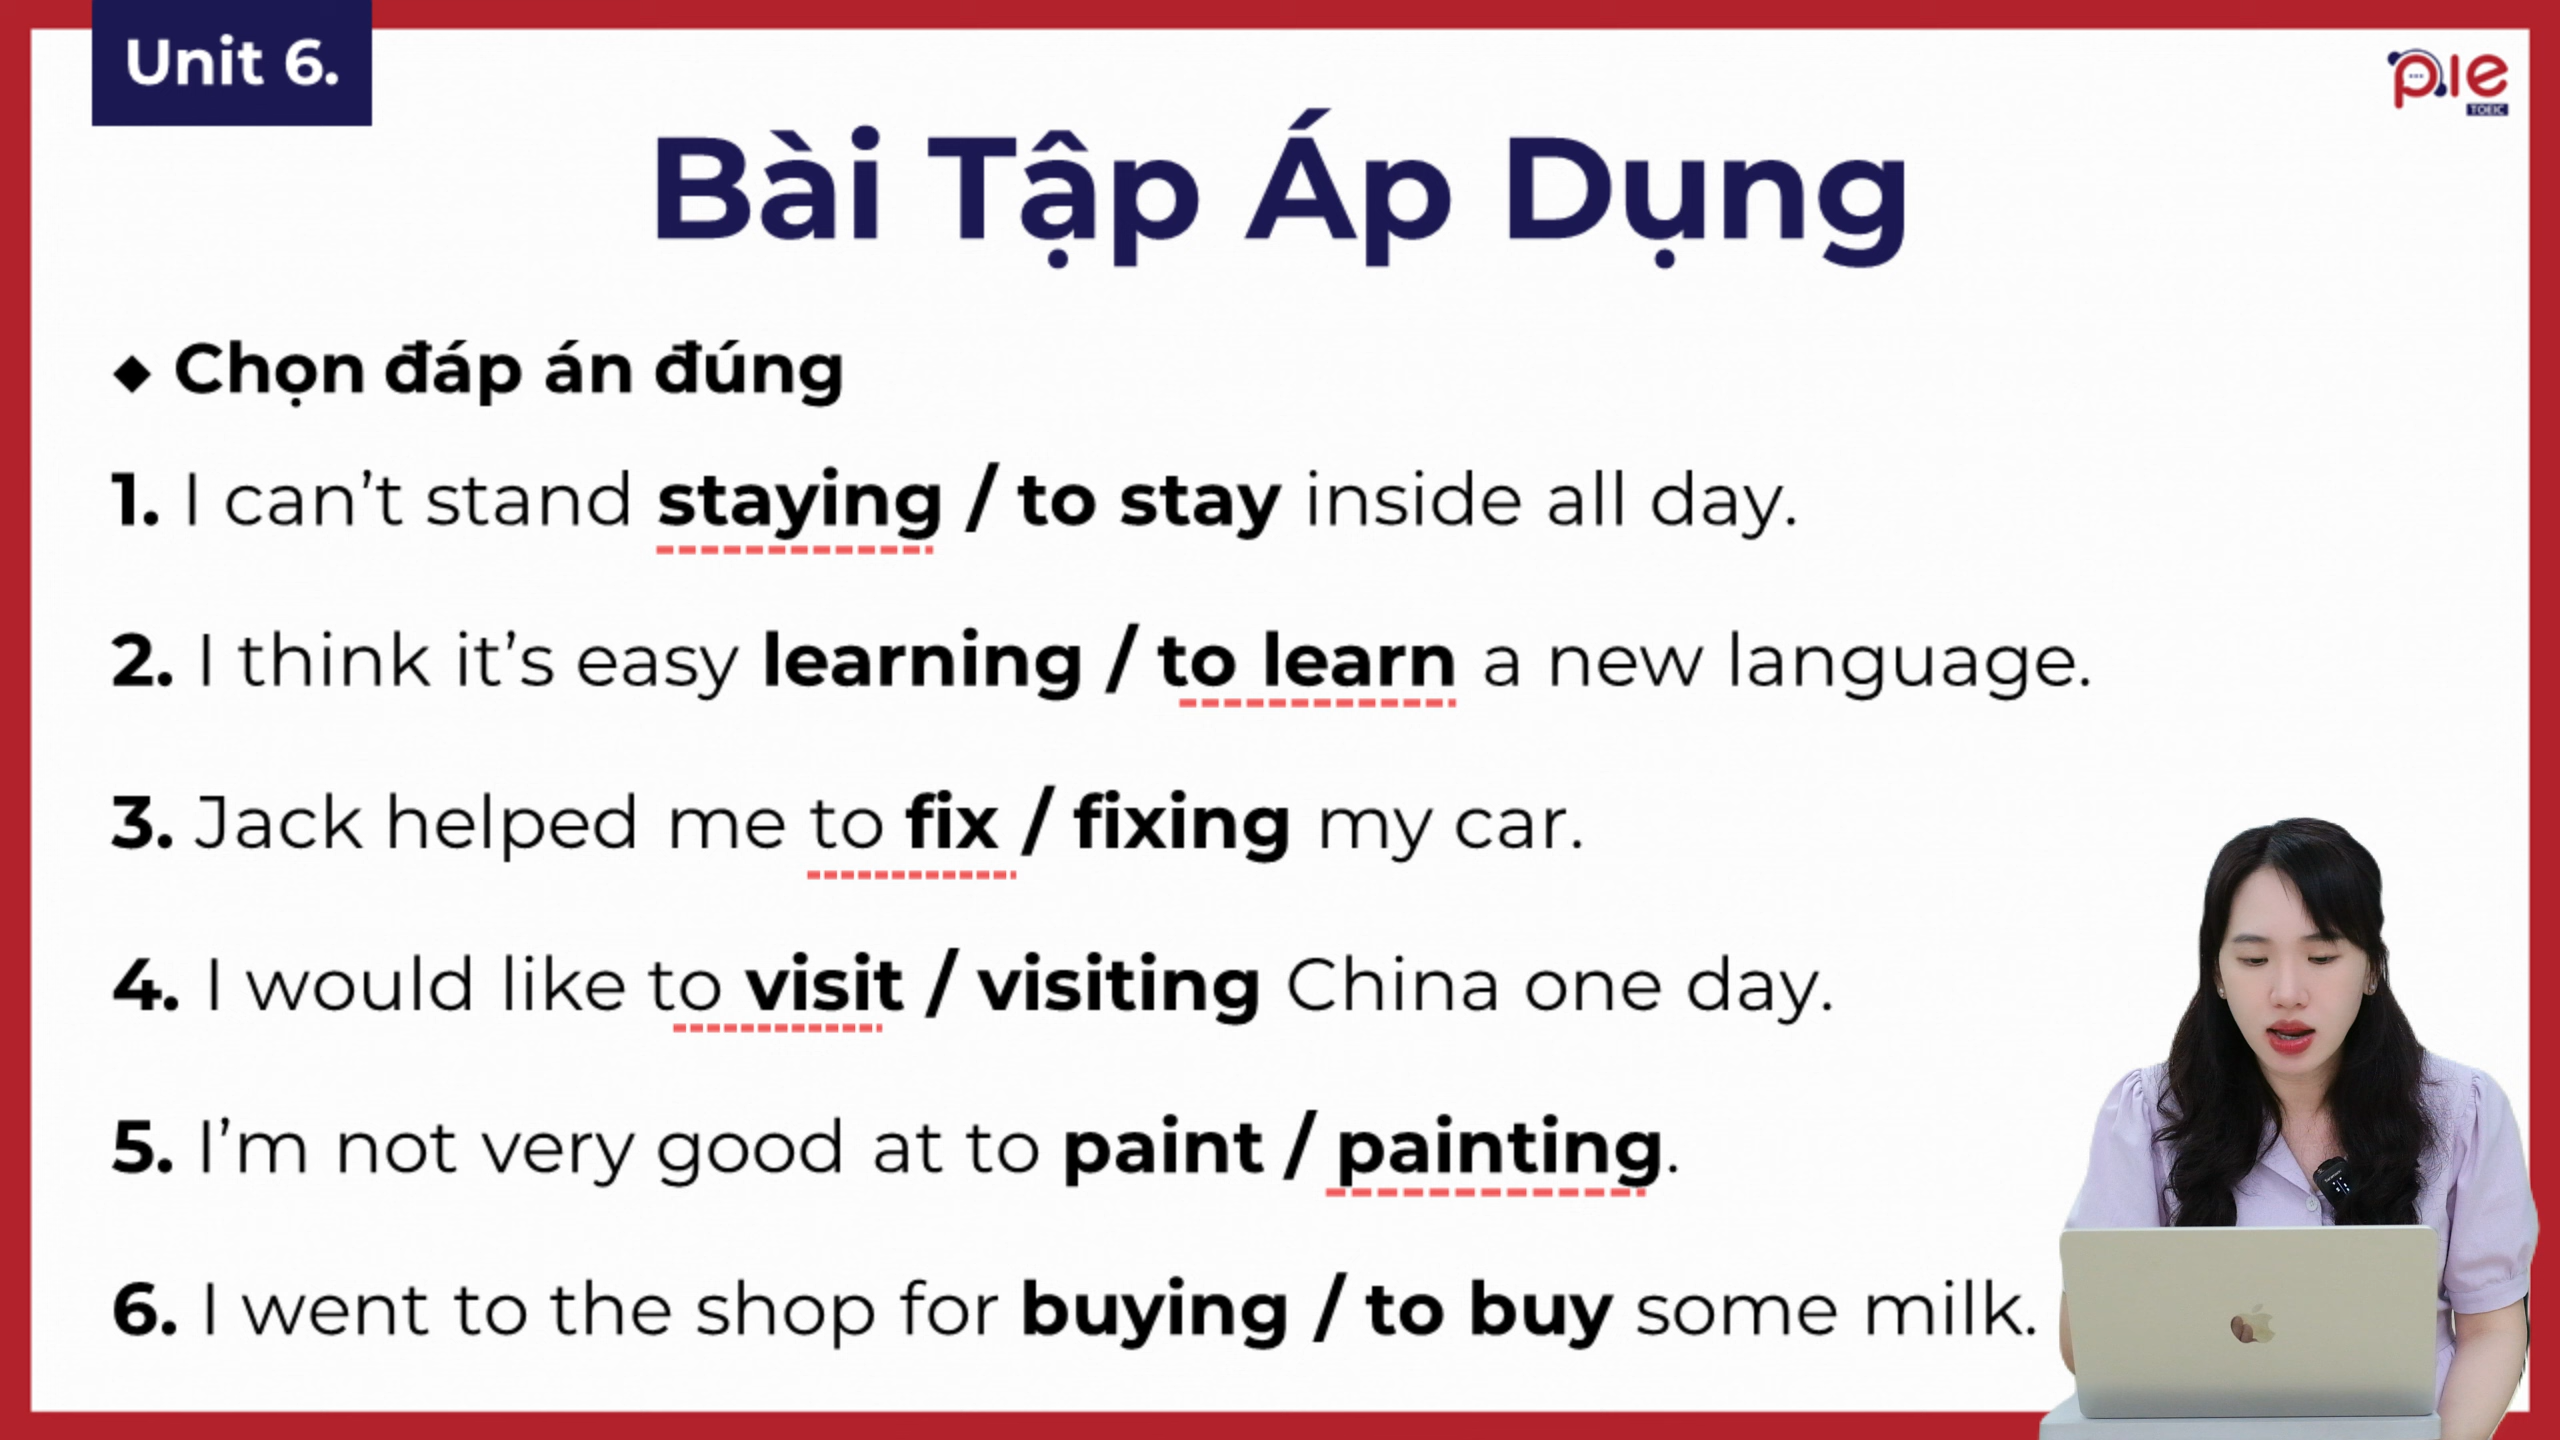 Unit 6.
pie
TOEIC
Bài Tập Áp Dụng
◆ Chọn đáp án đúng
1. I can’t stand staying / to stay inside all day.
2. I think it’s easy learning / to learn a new language.
3. Jack helped me to fix / fixing my car.
4. I would like to visit / visiting China one day.
5. I’m not very good at to paint / painting.
6. I went to the shop for buying / to buy some milk.